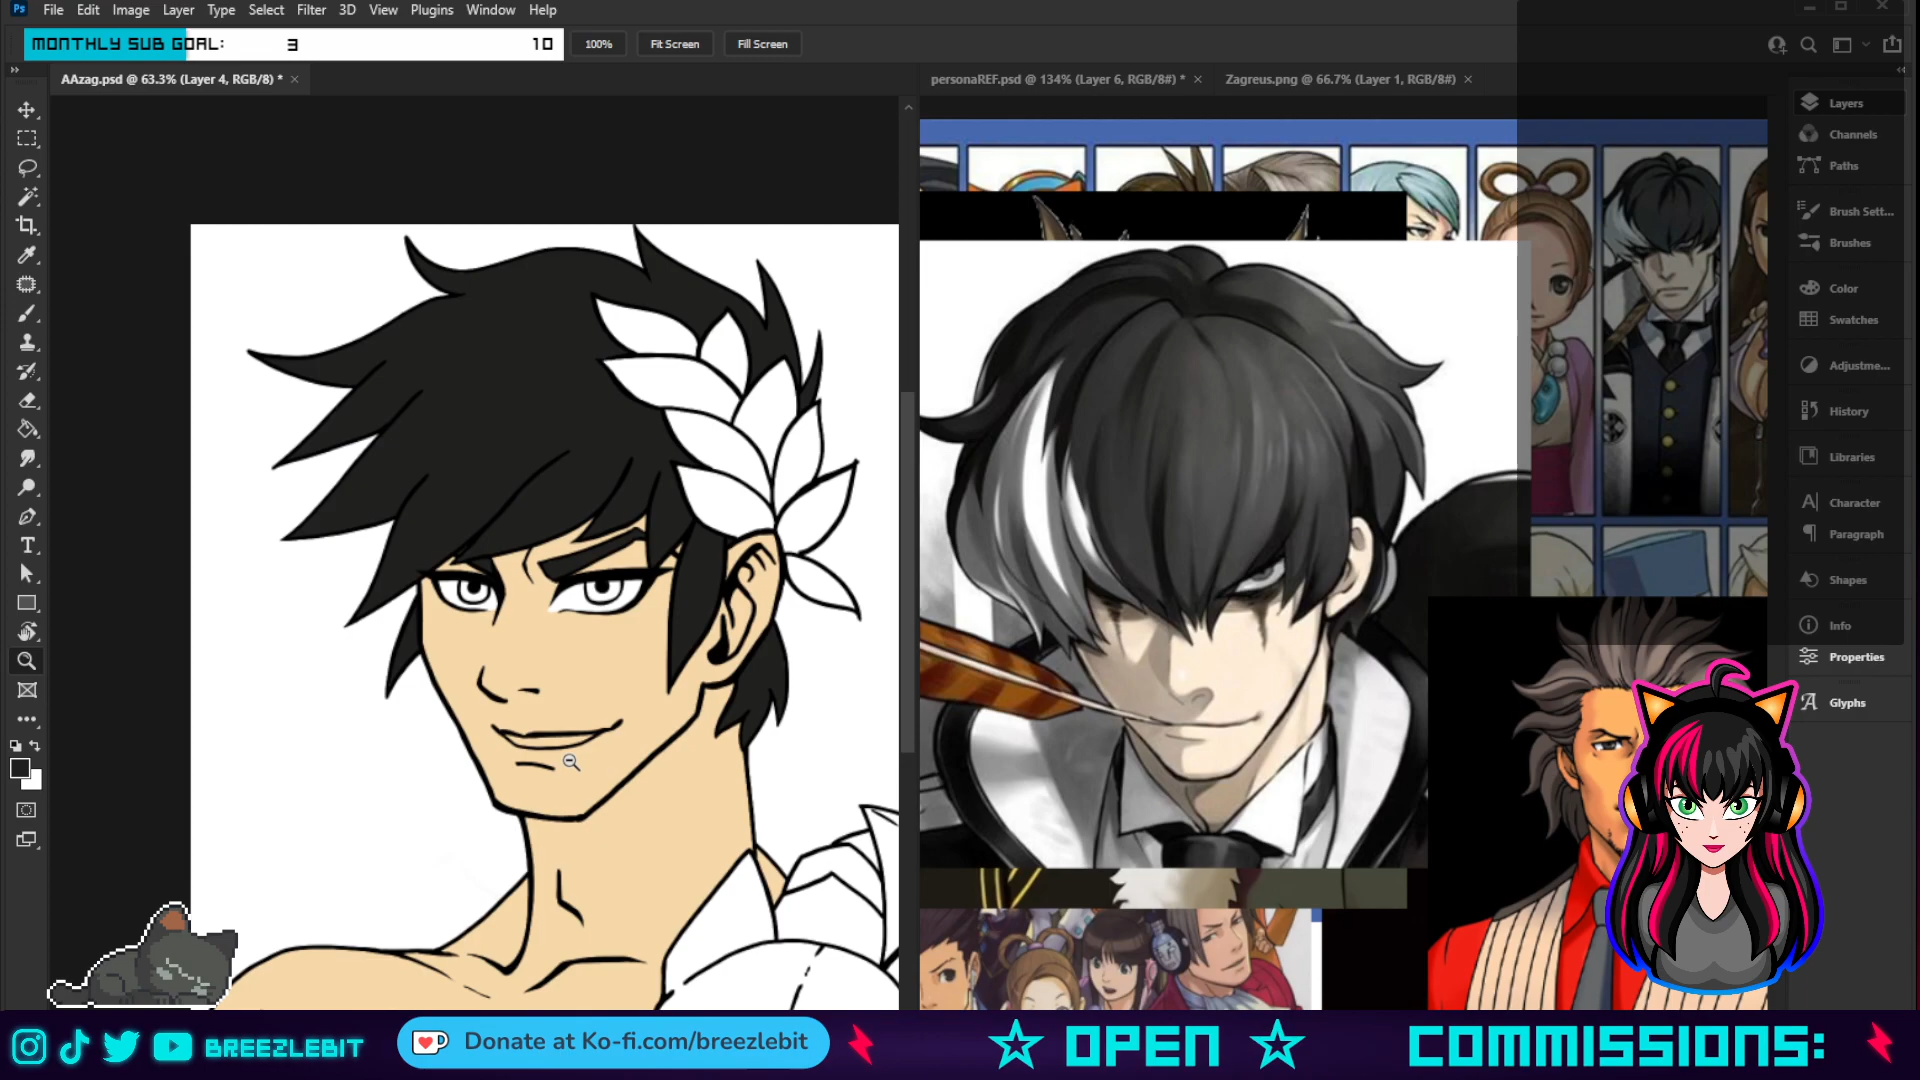 Ps File Edit Image Layer Type Select Filter 3D View Plugins Window Help
MONTHLY SUB GOAL: 3 10
100% Fit Screen Fill Screen
AAzag.psd @ 63.3% (Layer 4, RGB/8) *
personaREF.psd @ 134% (Layer 6, RGB/8#) *
Zagreus.png @ 66.7% (Layer 1, RGB/8#)
Layers
Channels
Paths
Brush Sett...
Brushes
Color
Swatches
Adjustme...
History
Libraries
Character
Paragraph
Shapes
Info
Properties
Glyphs
BREEZLEBIT
Donate at Ko-fi.com/breezlebit
OPEN
COMMISSIONS: